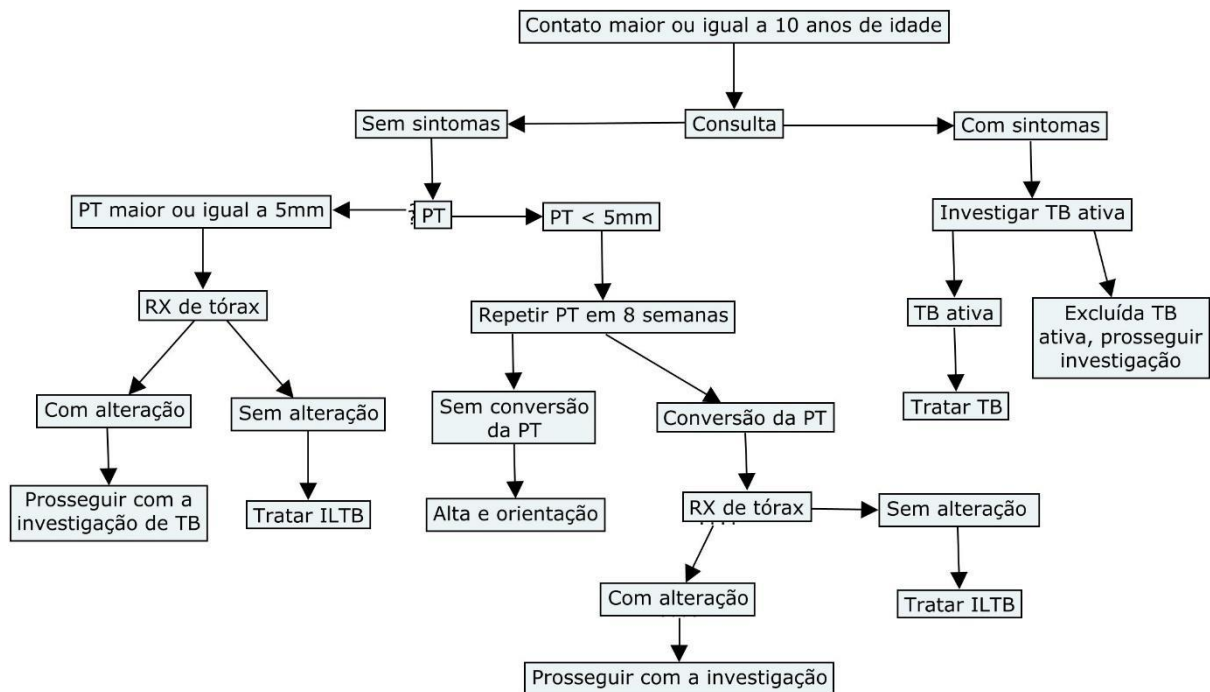 Contato maior ou igual a 10 anos de idade
Sem sintomas
Consulta
Com sintomas
PT maior ou igual a 5mm
?
PT
PT < 5mm
Investigar TB ativa
RX de tórax
Repetir PT em 8 semanas
TB ativa
Excluída TB
ativa, prosseguir
investigação
Com alteração
Sem alteração
Sem conversão
da PT
Conversão da PT
Tratar TB
Prosseguir com a
investigação de TB
Tratar ILTB
Alta e orientação
RX de tórax
Sem alteração
Com alteração
Tratar ILTB
Prosseguir com a investigação